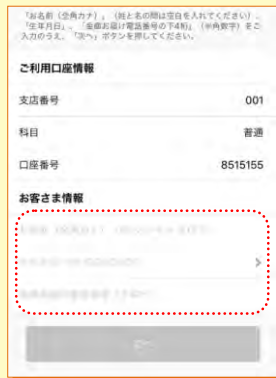 「お名前（全角カナ）」（姓と名の間は空白を入れてください）、
「生年月日」、「金庫お届け電話番号の下4桁」（半角数字）をご
入力のうえ、「次へ」ボタンを押してください。
ご利用口座情報
支店番号 001
科目 普通
口座番号 8515155
お客さま情報